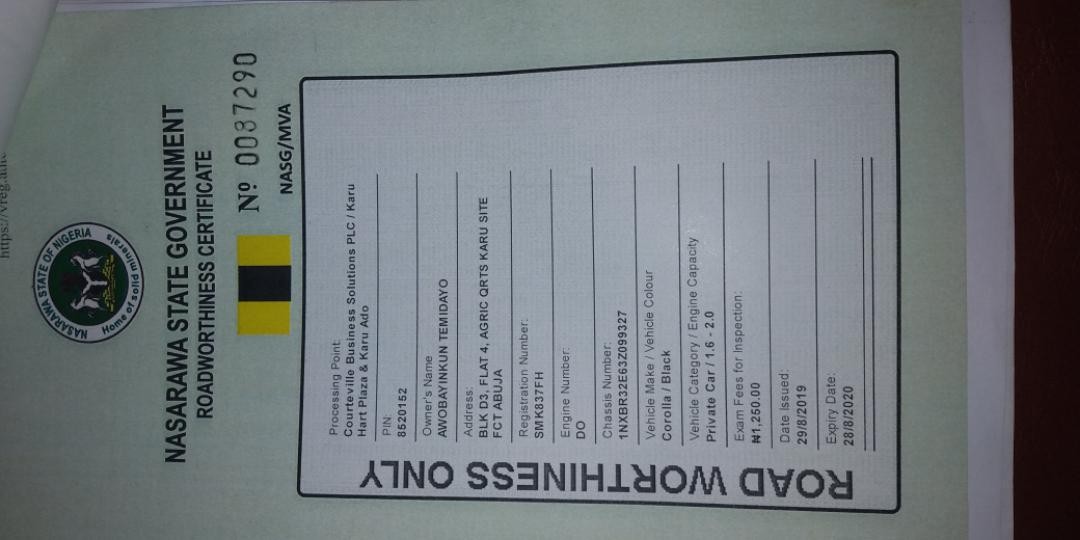 NASARAWA STATE OF NIGERIA
Home of solid minerals
NASARAWA STATE GOVERNMENT
ROADWORTHINESS CERTIFICATE
Nº 0087290
NASG/MVA
Processing Point:
Courteville Business Solutions PLC / Karu
Hart Plaza & Karu Ado
PIN:
8520152
Owner's Name
AWOBAYINKUN TEMIDAYO
Address:
BLK D3, FLAT 4, AGRIC QRTS KARU SITE
FCT ABUJA
Registration Number:
SMK837FH
Engine Number:
DO
Chassis Number:
1NXBR32E63Z099327
Vehicle Make / Vehicle Colour
Corolla / Black
Vehicle Category / Engine Capacity
Private Car / 1.6 - 2.0
Exam Fees for Inspection:
₦1,250.00
Date Issued:
29/8/2019
Expiry Date:
28/8/2020
ROAD WORTHINESS ONLY